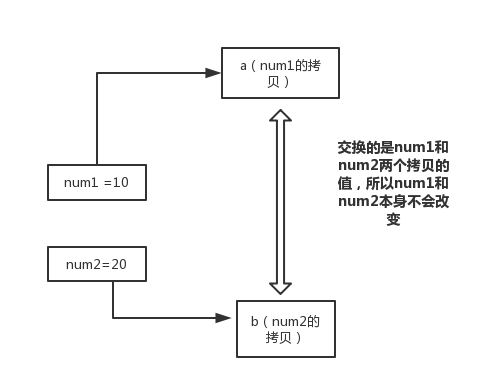 a（num1的拷
贝）
交换的是num1和
num2两个拷贝的
值，所以num1和
num2本身不会改
变
num1 =10
num2=20
b（num2的
拷贝）